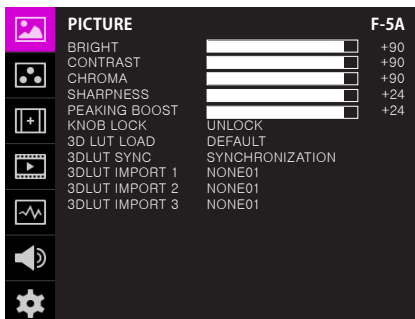 PICTURE F-5A
BRIGHT +90
CONTRAST +90
CHROMA +90
SHARPNESS +24
PEAKING BOOST +24
KNOB LOCK UNLOCK
3D LUT LOAD DEFAULT
3DLUT SYNC SYNCHRONIZATION
3DLUT IMPORT 1 NONE01
3DLUT IMPORT 2 NONE01
3DLUT IMPORT 3 NONE01